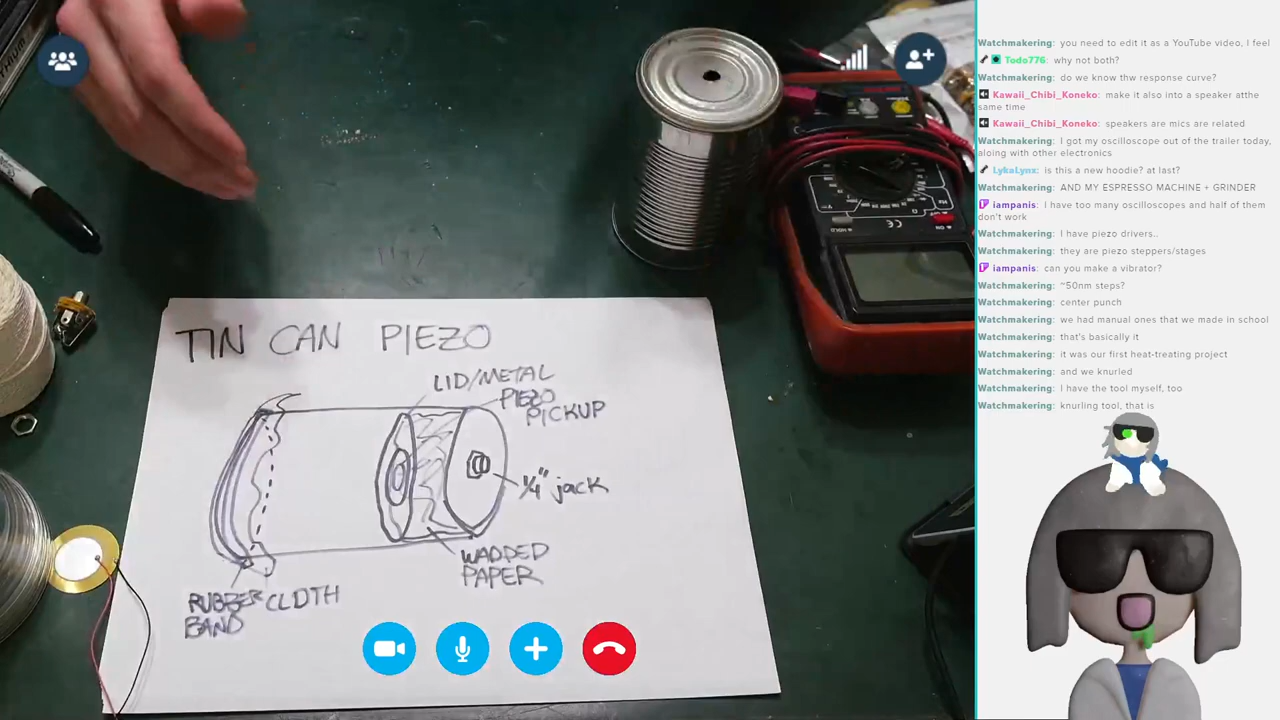 TIN CAN PIEZO
LID/METAL
PIEZO
PICKUP
1/4" jack
WADDED
PAPER
RUBBER
BAND
CLOTH
Watchmakering: you need to edit it as a YouTube video, I feel
Todo776: why not both?
Watchmakering: do we know thw response curve?
Kawaii_Chibi_Koneko: make it also into a speaker atthe
same time
Kawaii_Chibi_Koneko: speakers are mics are related
Watchmakering: I got my oscilloscope out of the trailer today,
aloing with other electronics
LykaLynx: is this a new hoodie? at last?
Watchmakering: AND MY ESPRESSO MACHINE + GRINDER
iampanis: I have too many oscilloscopes and half of them
don't work
Watchmakering: I have piezo drivers..
Watchmakering: they are piezo steppers/stages
iampanis: can you make a vibrator?
Watchmakering: ~50nm steps?
Watchmakering: center punch
Watchmakering: we had manual ones that we made in school
Watchmakering: that's basically it
Watchmakering: it was our first heat-treating project
Watchmakering: and we knurled
Watchmakering: I have the tool myself, too
Watchmakering: knurling tool, that is